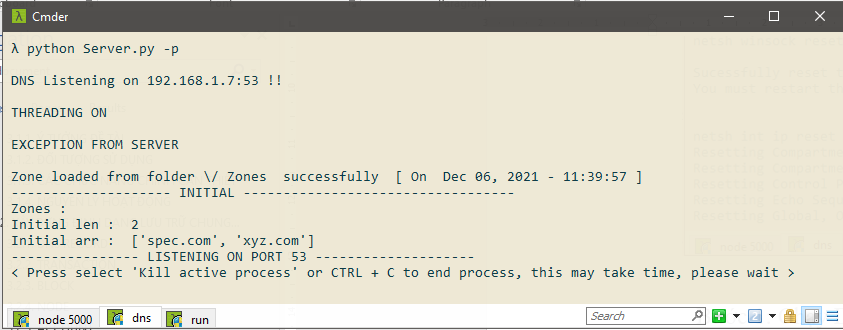 Cmder
λ python Server.py -p
DNS Listening on 192.168.1.7:53 !!
THREADING ON
EXCEPTION FROM SERVER
Zone loaded from folder \/ Zones  successfully  [ On  Dec 06, 2021 - 11:39:57 ]
-------------------- INITIAL ----------------------------------
Zones :
Initial len :  2
Initial arr :  ['spec.com', 'xyz.com']
---------------- LISTENING ON PORT 53 --------------------
< Press select 'Kill active process' or CTRL + C to end process, this may take time, please wait >
node 5000 dns run Search